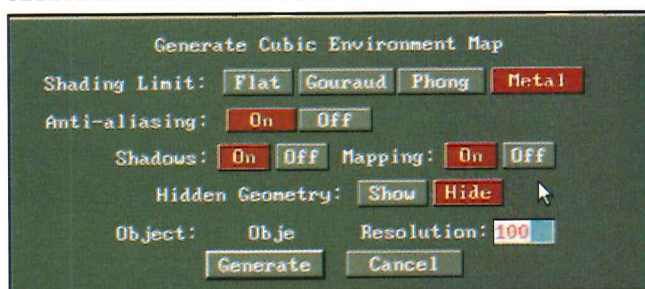 Generate Cubic Environment Map
Shading Limit: Flat Gouraud Phong Metal
Anti-aliasing: On Off
Shadows: On Off Mapping: On Off
Hidden Geometry: Show Hide
Object: Obje Resolution: 100
Generate Cancel